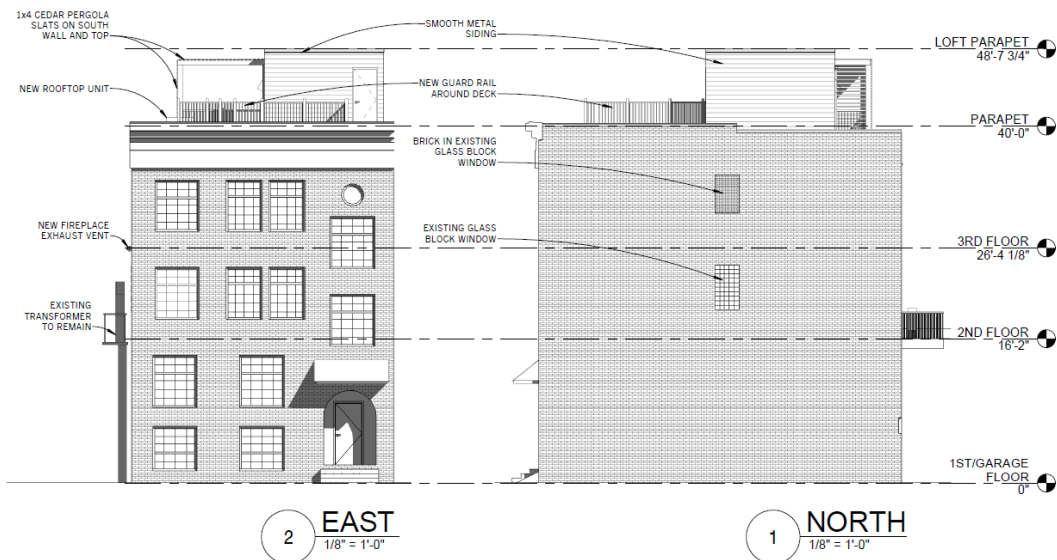 1x4 CEDAR PERGOLA
SLATS ON SOUTH
WALL AND TOP
NEW ROOFTOP UNIT
SMOOTH METAL
SIDING
NEW GUARD RAIL
AROUND DECK
BRICK IN EXISTING
GLASS BLOCK
WINDOW
EXISTING GLASS
BLOCK WINDOW
NEW FIREPLACE
EXHAUST VENT
EXISTING
TRANSFORMER
TO REMAIN
LOFT PARAPET
48'-7 3/4"
PARAPET
40'-0"
3RD FLOOR
26'-4 1/8"
2ND FLOOR
16'-2"
1ST/GARAGE
FLOOR
0"
2
EAST
1/8" = 1'-0"
1
NORTH
1/8" = 1'-0"